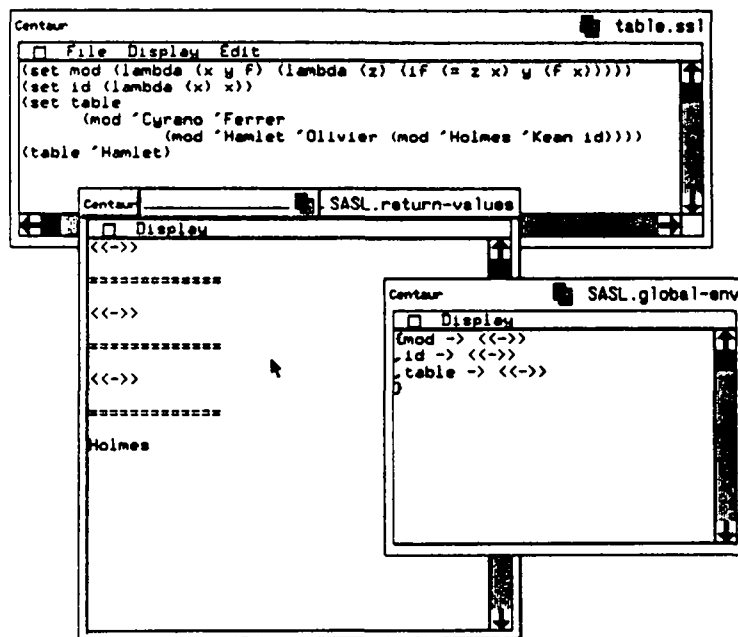 Centaur table.ssl
File Display Edit
(set mod (lambda (x y f) (lambda (z) (if (= z x) y (f x)))))
(set id (lambda (x) x))
(set table
(mod 'Cyrano 'Ferrer
(mod 'Hamlet 'Olivier (mod 'Holmes 'Kean id))))
(table 'Hamlet)
Centaur SASL.return-values
Display
<<->>
=============
<<->>
=============
<<->>
=============
Holmes
Centaur SASL.global-env
Display
{mod -> <<->>
,id -> <<->>
,table -> <<->>
}